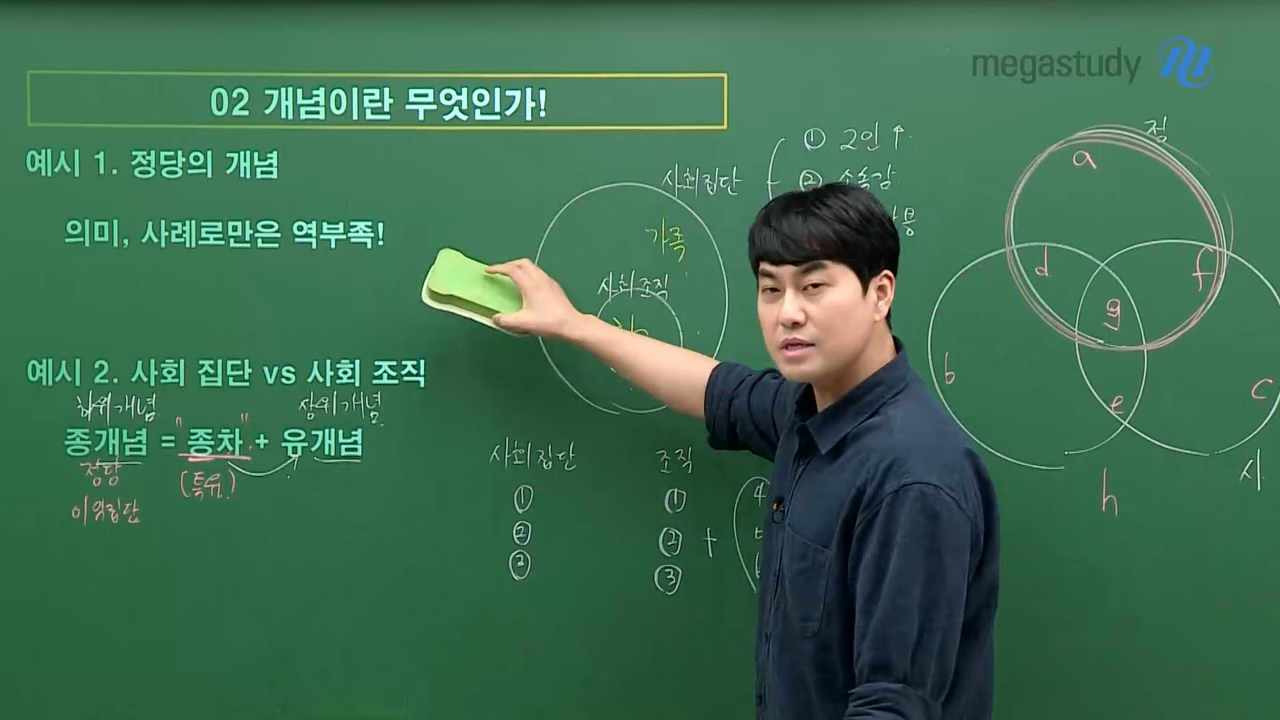 megastudy
02 개념이란 무엇인가!
예시 1. 정당의 개념
의미, 사례로만은 역부족!
예시 2. 사회 집단 vs 사회 조직
하위개념 상위개념
종개념 = "종차" + 유개념
정당 (특유)
이익집단
사회집단
① 2인↑
② 소속감
가족
사회조직
사회집단 조직
① ①
② ② +
③ ③
정
a
d
f
g
b
e
c
시
h